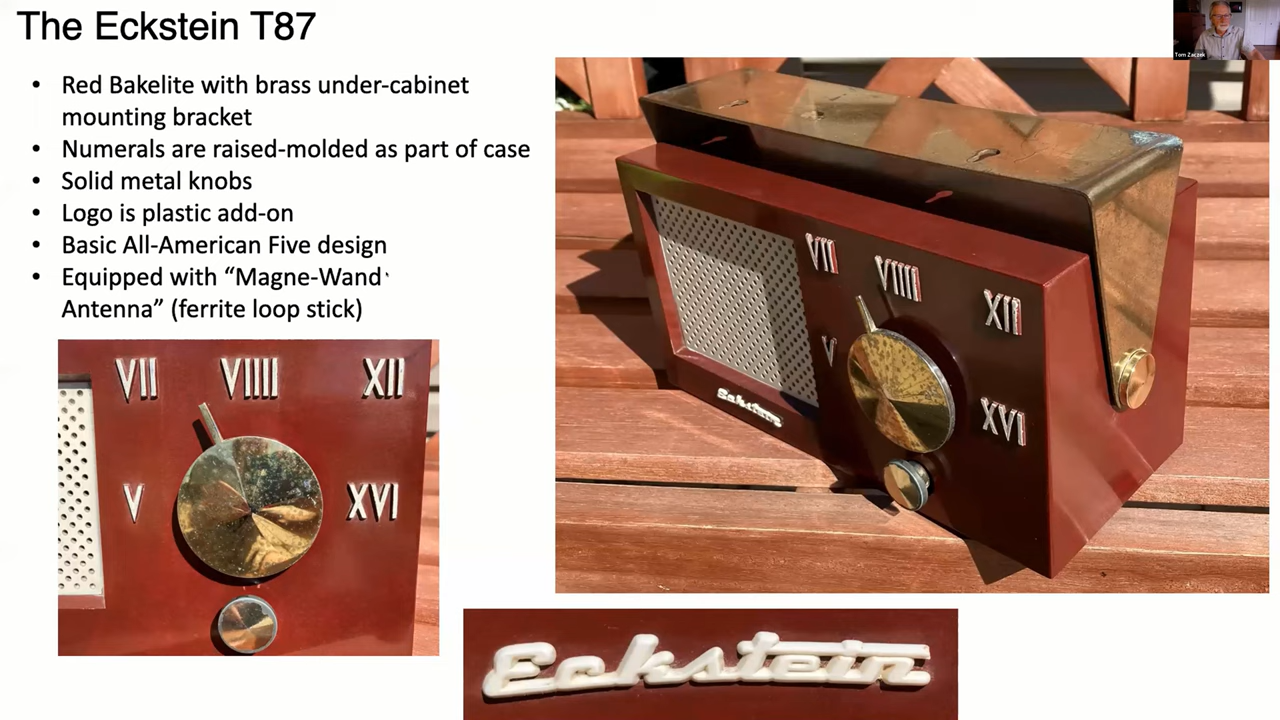 The Eckstein T87
Tom Zaczek
• Red Bakelite with brass under-cabinet
mounting bracket
• Numerals are raised-molded as part of case
• Solid metal knobs
• Logo is plastic add-on
• Basic All-American Five design
• Equipped with “Magne-Wand
Antenna” (ferrite loop stick)
VII VIIII XII
V XVI
Eckstein
VII VIIII XII
V XVI
Eckstein